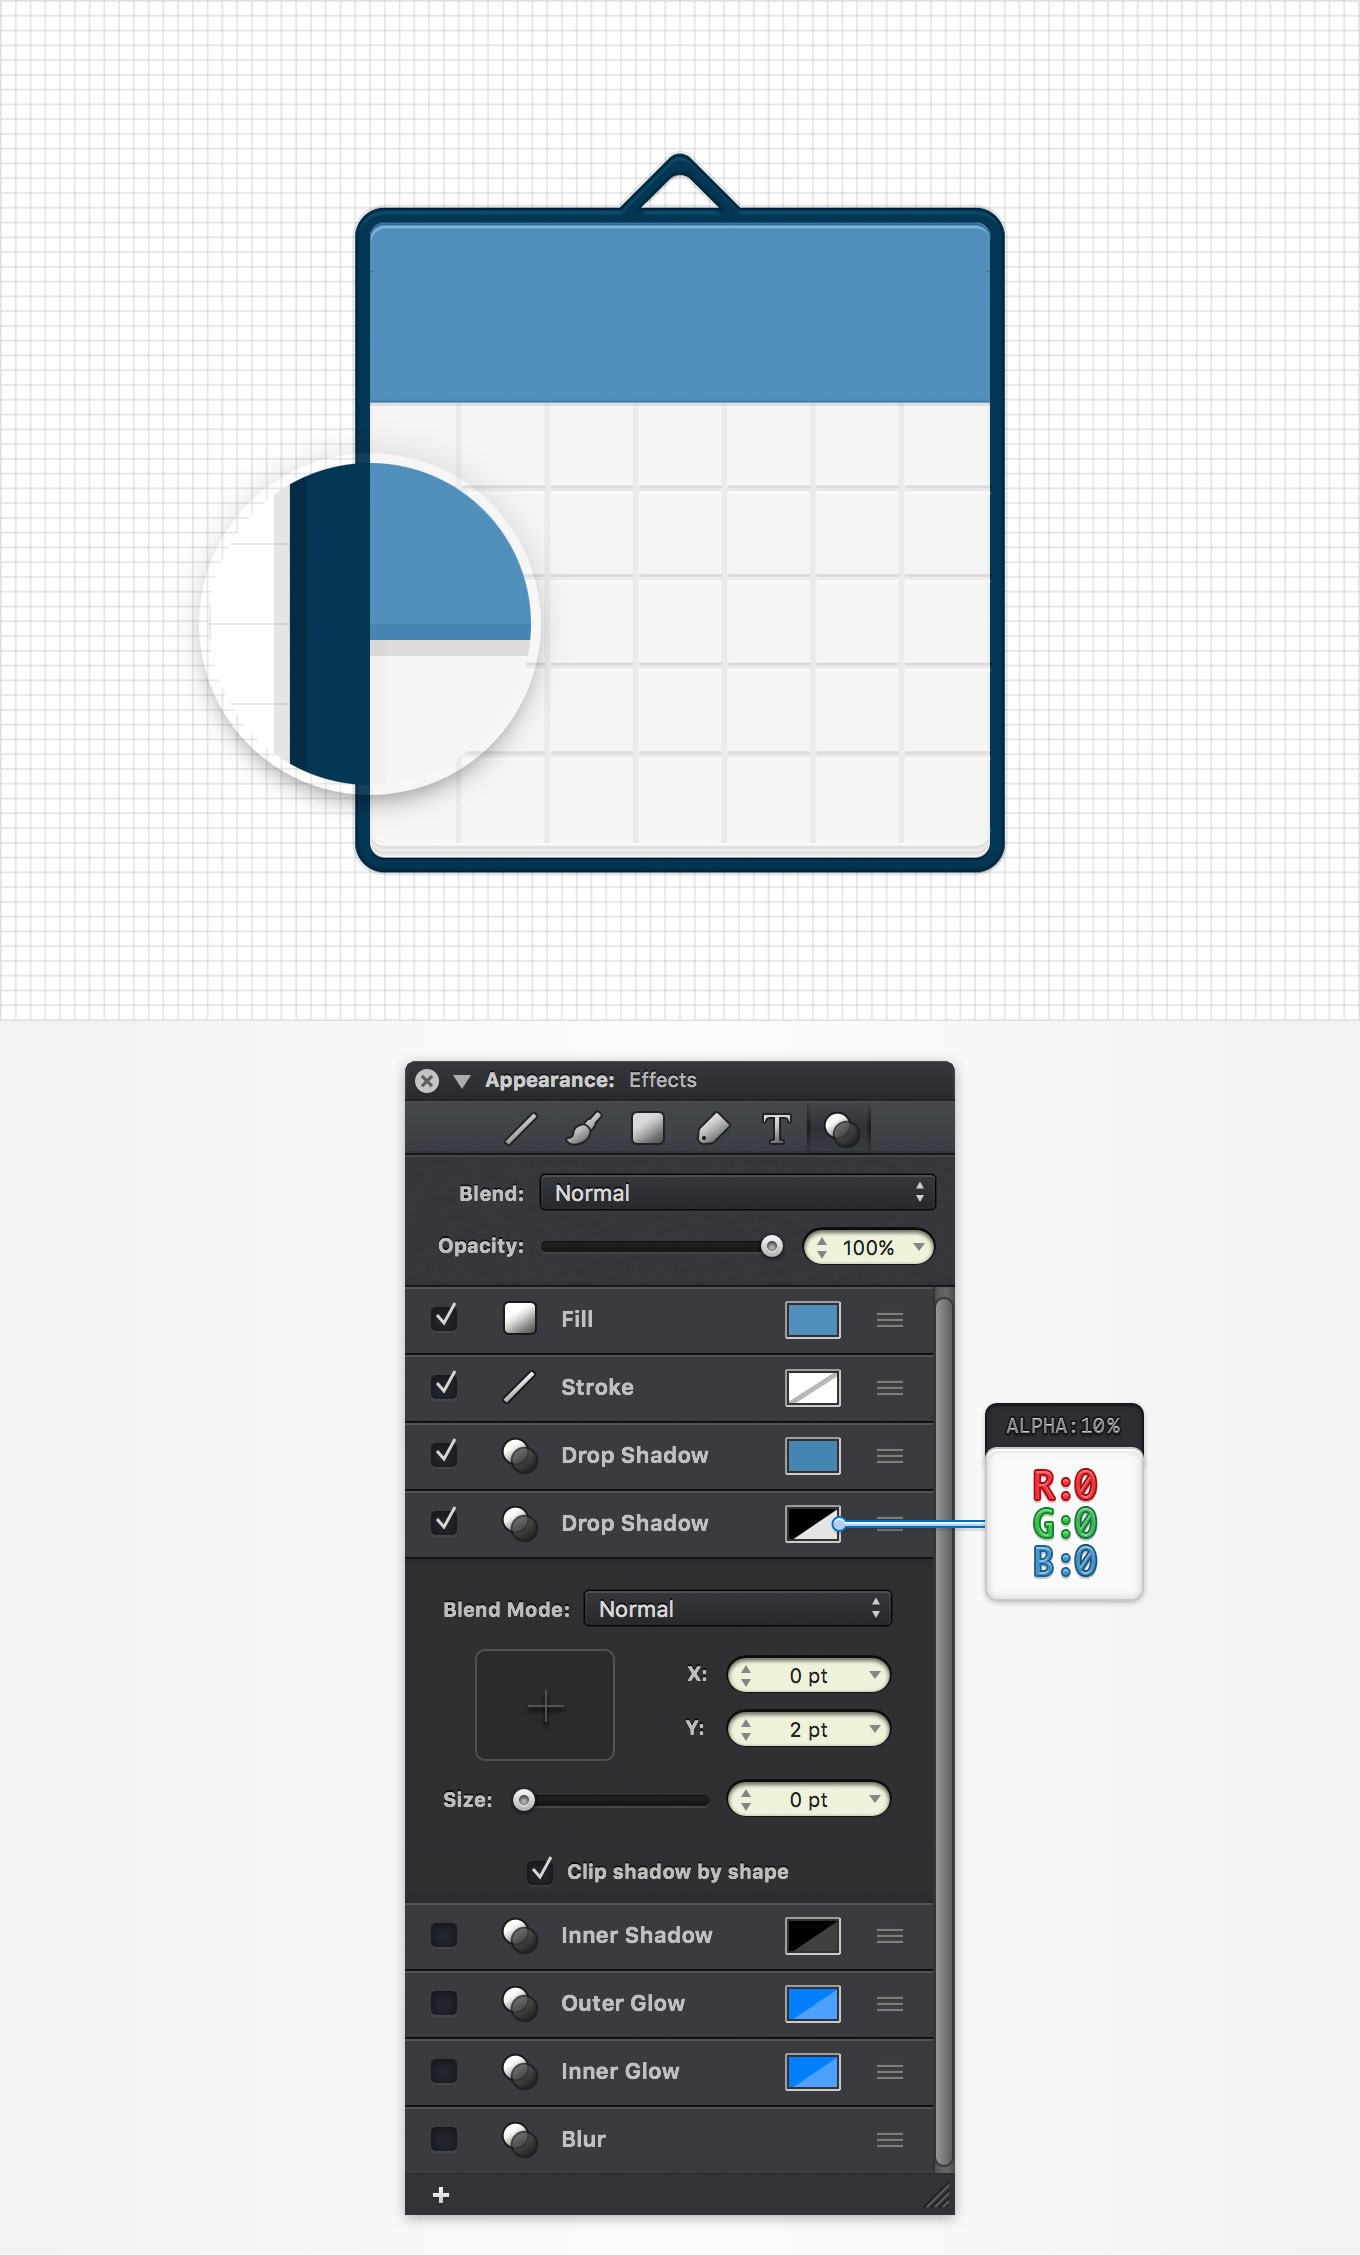 Appearance: Effects
Blend: Normal
Opacity: 100%
Fill
Stroke
Drop Shadow
Drop Shadow
ALPHA:10%
R:0
G:0
B:0
Blend Mode: Normal
X: 0 pt
Y: 2 pt
Size: 0 pt
Clip shadow by shape
Inner Shadow
Outer Glow
Inner Glow
Blur